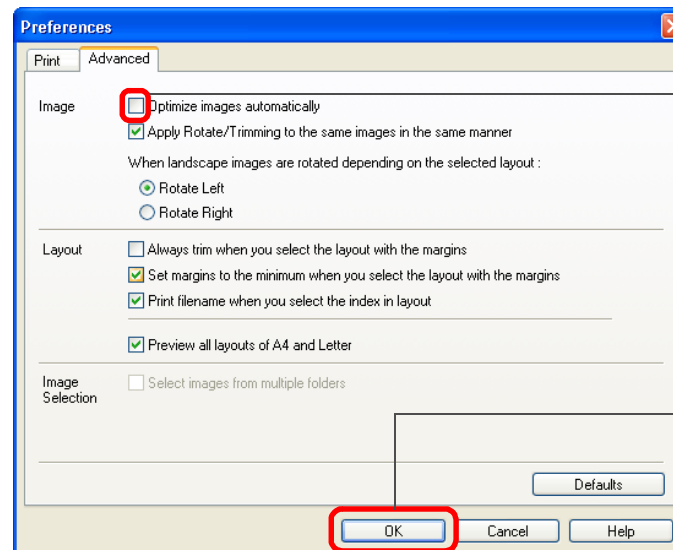 Preferences
Print Advanced
Image Optimize images automatically
Apply Rotate/Trimming to the same images in the same manner
When landscape images are rotated depending on the selected layout :
Rotate Left
Rotate Right
Layout Always trim when you select the layout with the margins
Set margins to the minimum when you select the layout with the margins
Print filename when you select the index in layout
Preview all layouts of A4 and Letter
Image Selection Select images from multiple folders
Defaults
OK Cancel Help